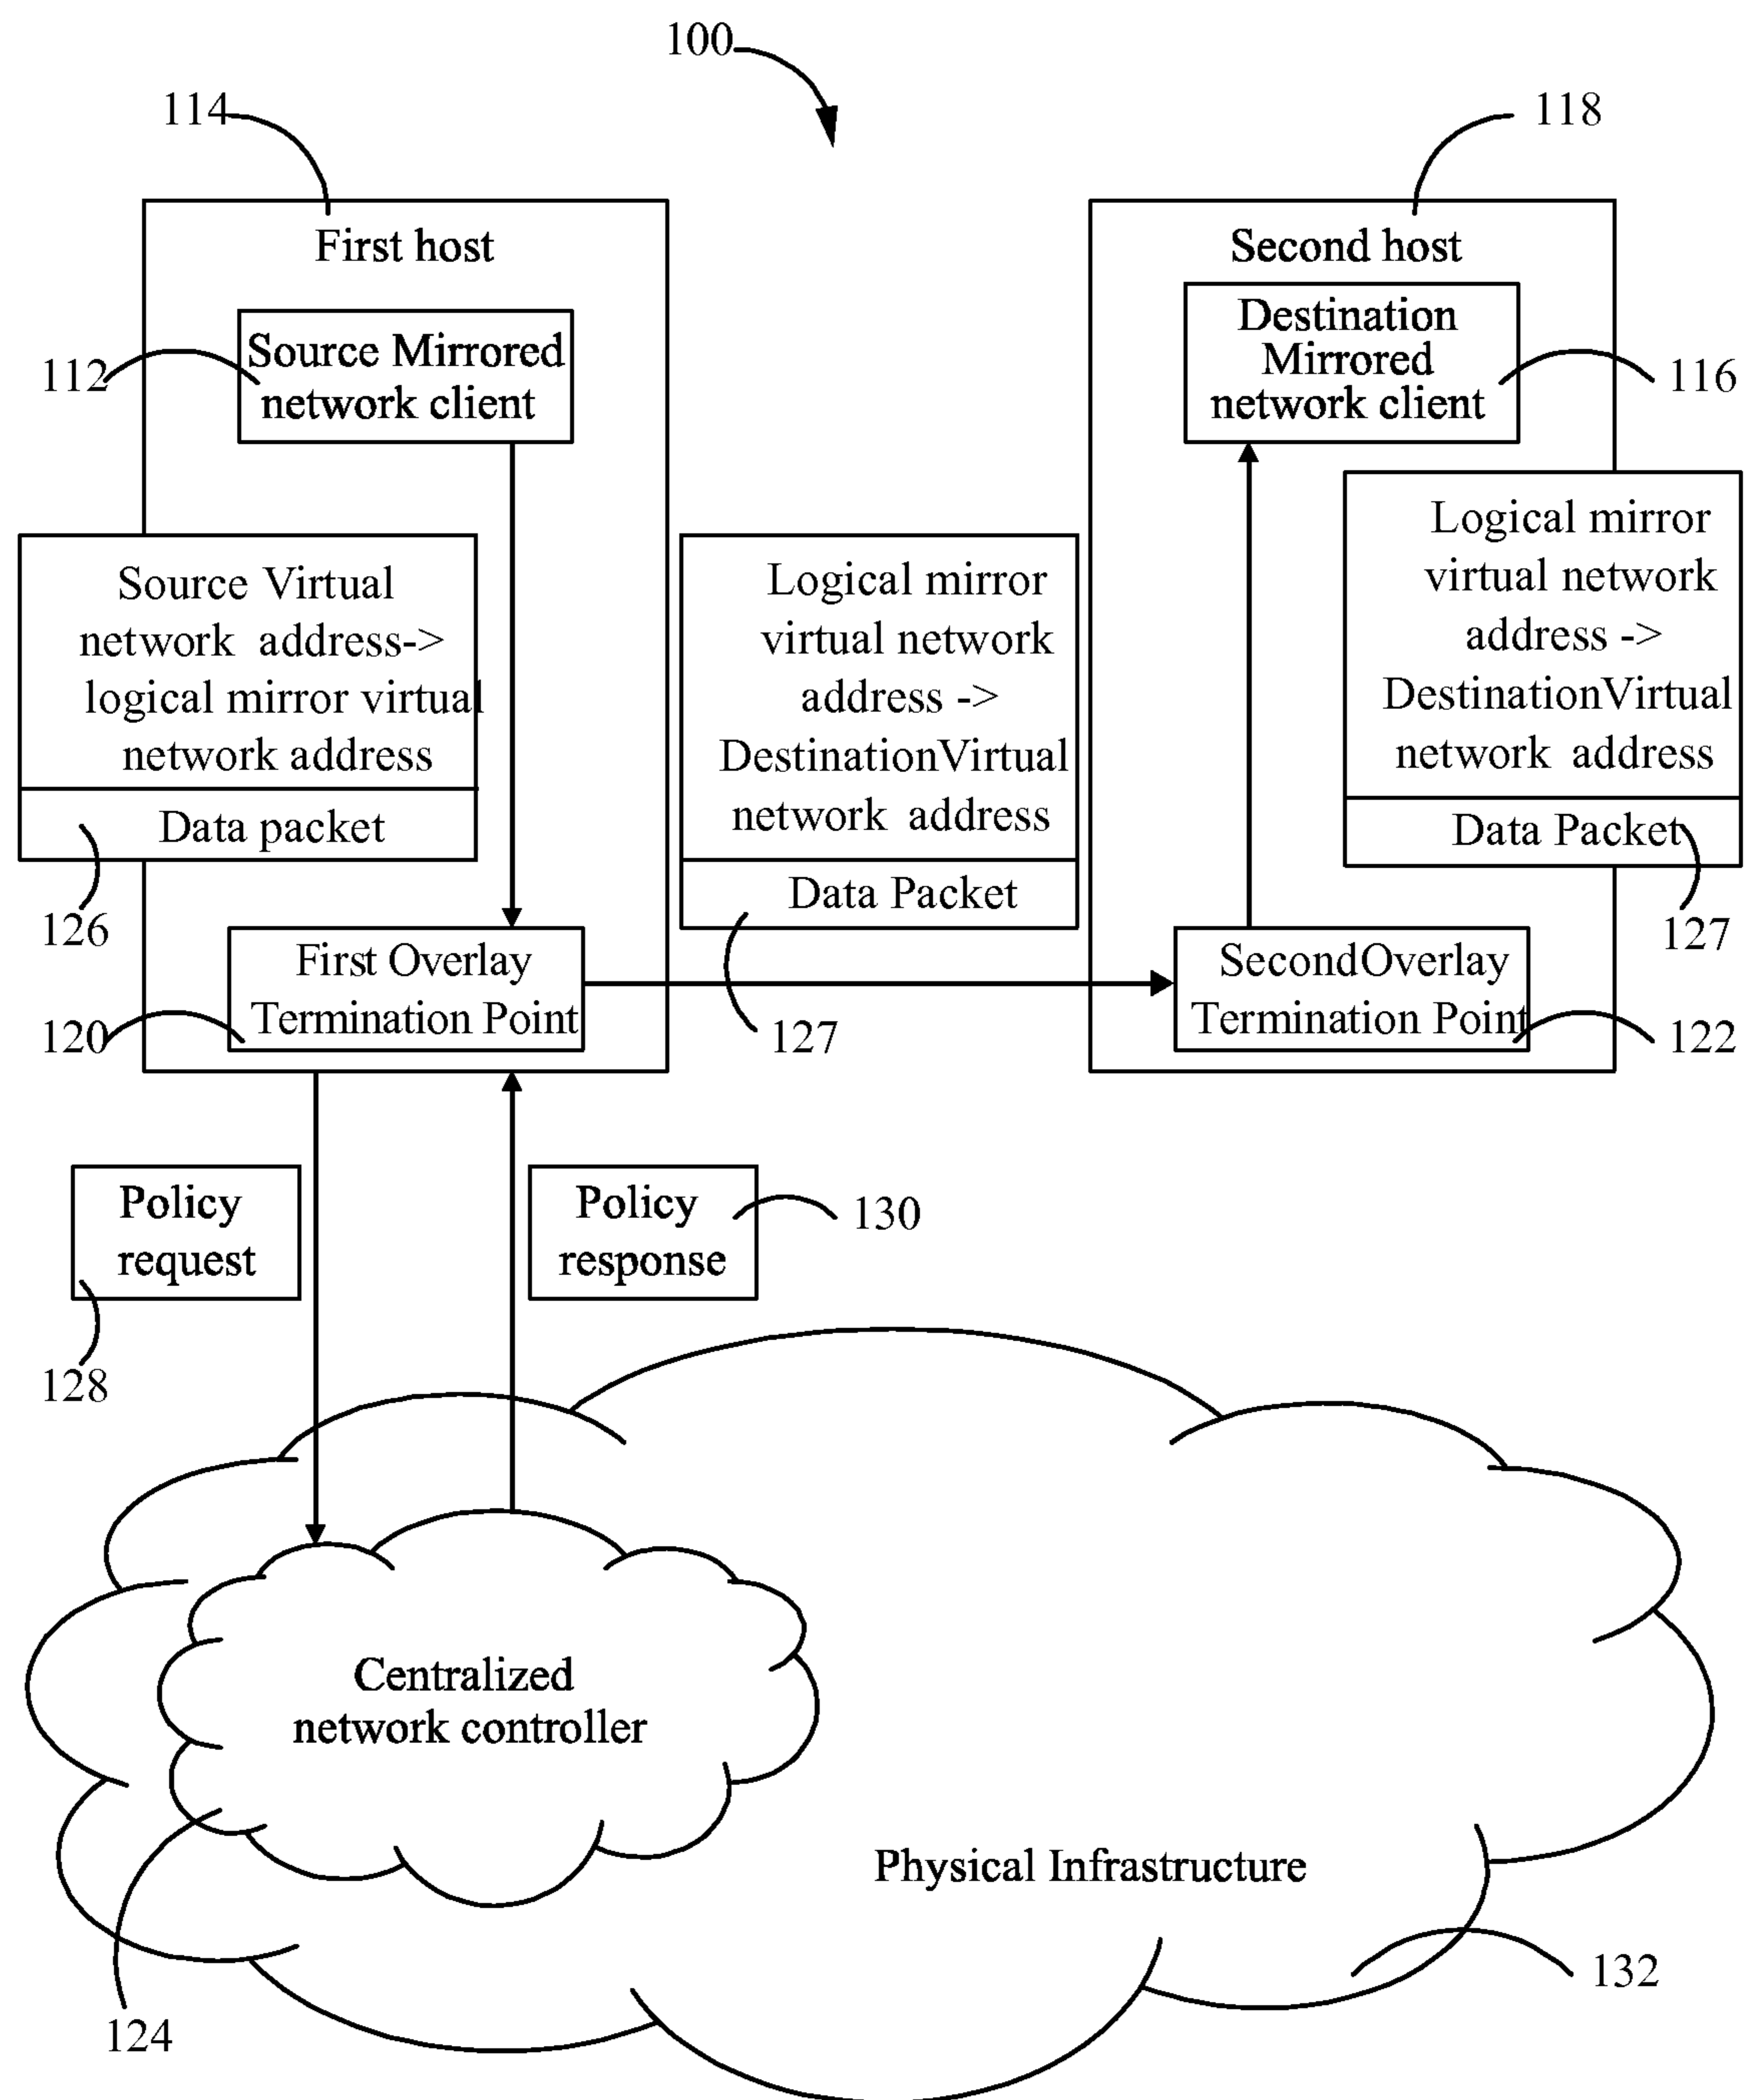 100
114
118
First host
Second host
Source Mirrored
network client
112
Destination
Mirrored
network client
116
Source Virtual
network address->
logical mirror virtual
network address
Data packet
126
Logical mirror
virtual network
address ->
DestinationVirtual
network address
Data Packet
127
Logical mirror
virtual network
address ->
DestinationVirtual
network address
Data Packet
127
First Overlay
Termination Point
120
SecondOverlay
Termination Point
122
Policy
request
128
Policy
response
130
Centralized
network controller
124
Physical Infrastructure
132